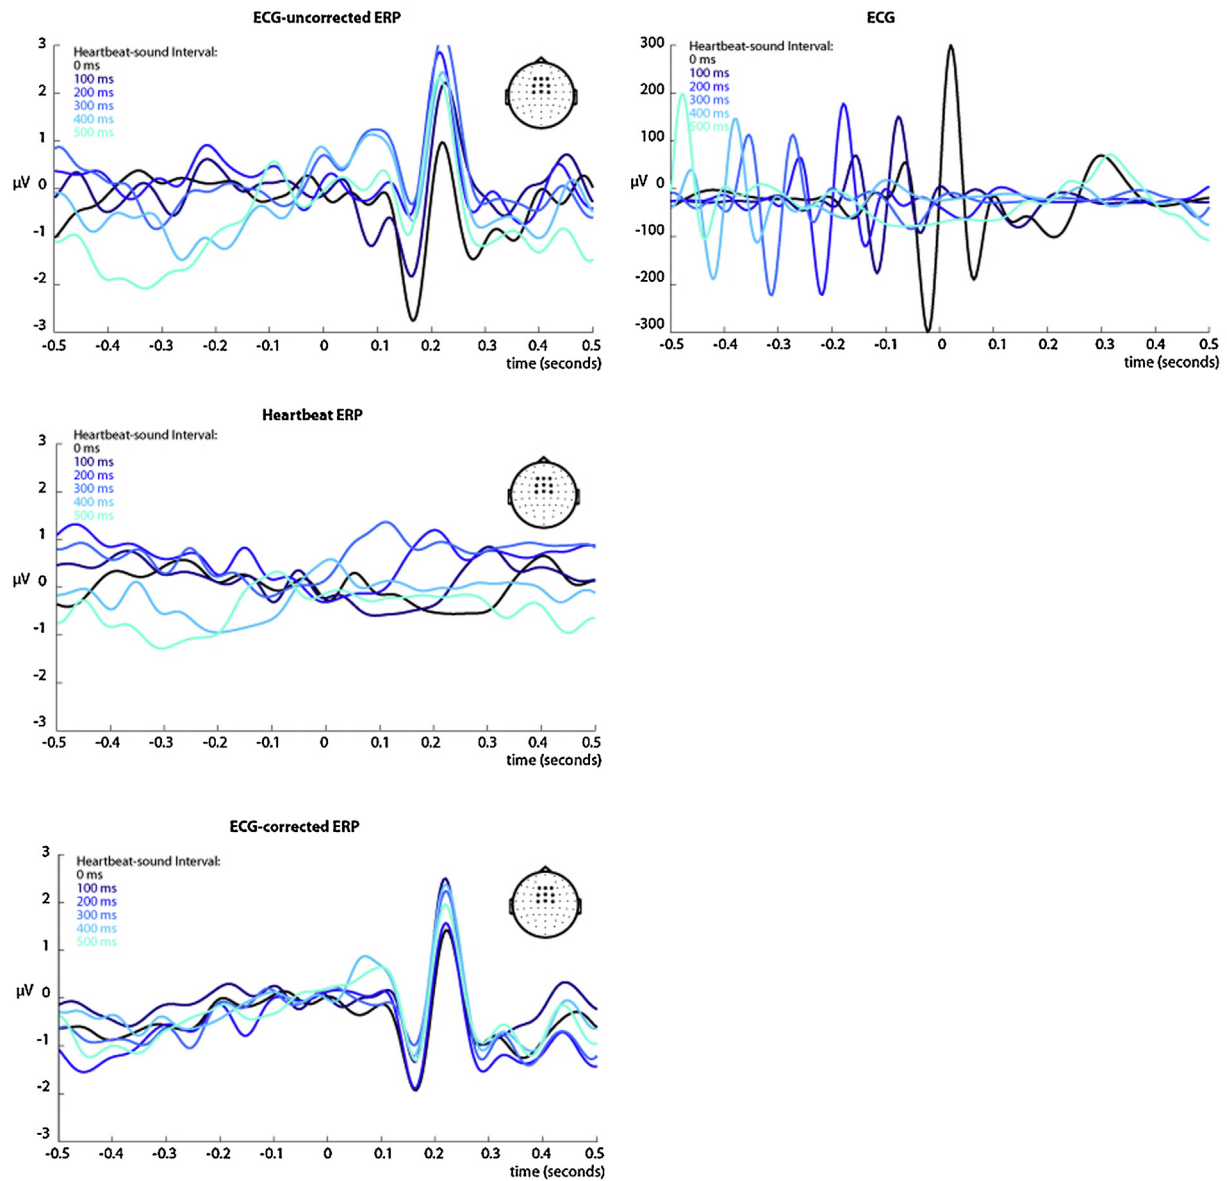 ECG-uncorrected ERP
3
2
1
μV
0
-1
-2
-3
Heartbeat-sound Interval:
0 ms
100 ms
200 ms
300 ms
400 ms
500 ms
-0.5
-0.4
-0.3
-0.2
-0.1
0
0.1
0.2
0.3
0.4
0.5
time (seconds)
ECG
300
200
100
μV
0
-100
-200
-300
Heartbeat-sound Interval:
0 ms
100 ms
200 ms
300 ms
400 ms
500 ms
-0.5
-0.4
-0.3
-0.2
-0.1
0
0.1
0.2
0.3
0.4
0.5
time (seconds)
Heartbeat ERP
3
2
1
μV
0
-1
-2
-3
Heartbeat-sound Interval:
0 ms
100 ms
200 ms
300 ms
400 ms
500 ms
-0.5
-0.4
-0.3
-0.2
-0.1
0
0.1
0.2
0.3
0.4
0.5
time (seconds)
ECG-corrected ERP
3
2
1
μV
0
-1
-2
-3
Heartbeat-sound Interval:
0 ms
100 ms
200 ms
300 ms
400 ms
500 ms
-0.5
-0.4
-0.3
-0.2
-0.1
0
0.1
0.2
0.3
0.4
0.5
time (seconds)